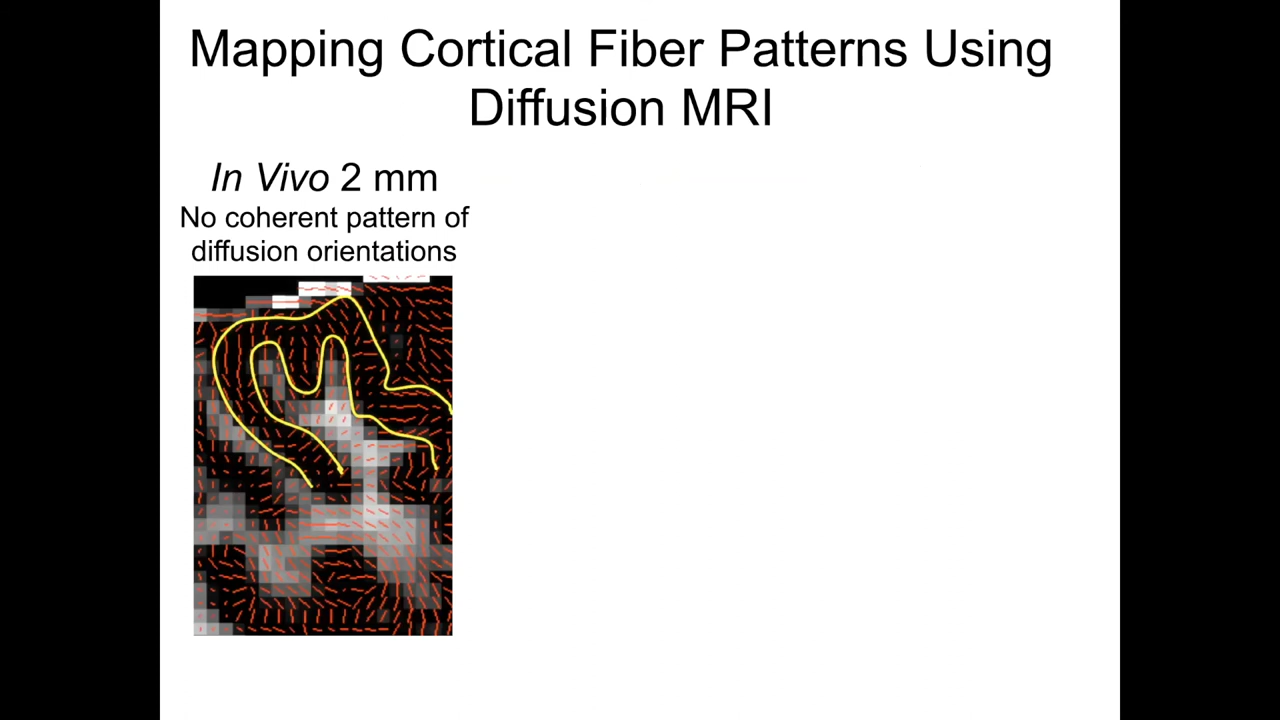 Mapping Cortical Fiber Patterns Using
Diffusion MRI
In Vivo 2 mm
No coherent pattern of
diffusion orientations